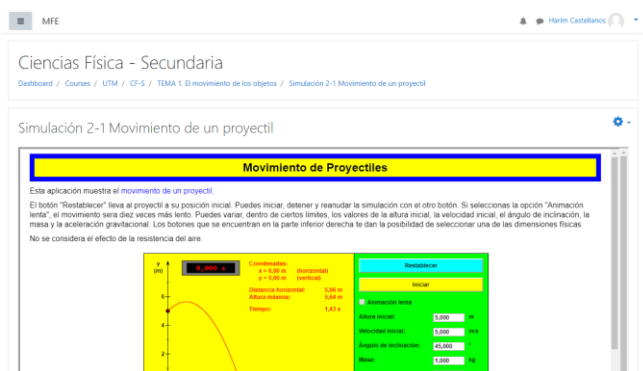 MFE
Harim Castellanos
Ciencias Física - Secundaria
Dashboard / Courses / UTM / CF-S / TEMA 1. El movimiento de los objetos / Simulación 2-1 Movimiento de un proyectil
Simulación 2-1 Movimiento de un proyectil
Movimiento de Proyectiles
Esta aplicación muestra el movimiento de un proyectil.
El botón "Restablecer" lleva al proyectil a su posición inicial. Puedes iniciar, detener y reanudar la simulación con el otro botón. Si seleccionas la opción "Animación
lenta", el movimiento sera diez veces más lento. Puedes variar, dentro de ciertos límites, los valores de la altura inicial, la velocidad inicial, el ángulo de inclinación, la
masa y la aceleración gravitacional. Los botones que se encuentran en la parte inferior derecha te dan la posibilidad de seleccionar una de las dimensiones físicas
No se considera el efecto de la resistencia del aire.
y
(m)
0,000 s
6
4
2
Coordenadas:
x = 0,00 m (horizontal)
y = 5,00 m (vertical)
Distancia horizontal: 5,06 m
Altura máxima: 5,64 m
Tiempo: 1,43 s
Restablecer
Iniciar
Animación lenta
Altura inicial: 5,000 m
Velocidad inicial: 5,000 m/s
Ángulo de inclinación: 45,000 °
Masa: 1,000 kg